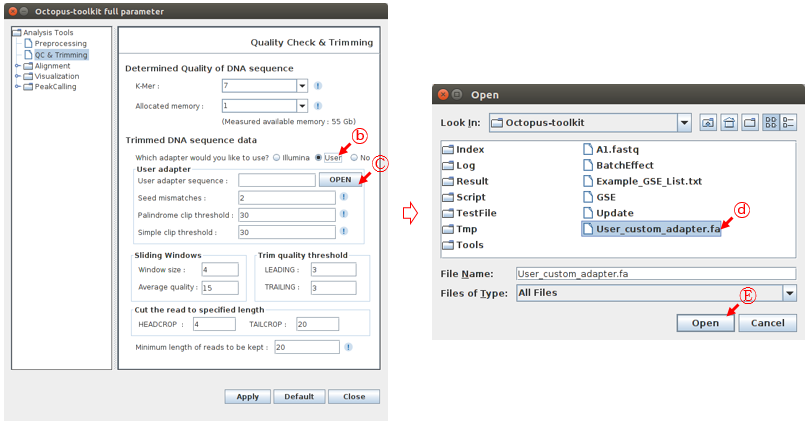 Octopus-toolkit full parameter
Analysis Tools
Preprocessing
QC & Trimming
Alignment
Visualization
PeakCalling
Quality Check & Trimming
Determined Quality of DNA sequence
K-Mer : 7
Allocated memory : 1
(Measured available memory : 55 Gb)
ⓑ
Trimmed DNA sequence data
Which adapter would you like to use? Illumina User No
ⓒ
User adapter
User adapter sequence : OPEN
Seed mismatches : 2
Palindrome clip threshold : 30
Simple clip threshold : 30
Sliding Windows
Window size : 4
Average quality : 15
Trim quality threshold
LEADING : 3
TRAILING : 3
Cut the read to specified length
HEADCROP : 4 TAILCROP : 20
Minimum length of reads to be kept : 20
Apply Default Close
Open
Look In: Octopus-toolkit
Index
Log
Result
Script
TestFile
Tmp
Tools
A1.fastq
BatchEffect
Example_GSE_List.txt
GSE
Update
User_custom_adapter.fa
ⓓ
File Name: User_custom_adapter.fa
Files of Type: All Files
Ⓔ
Open Cancel